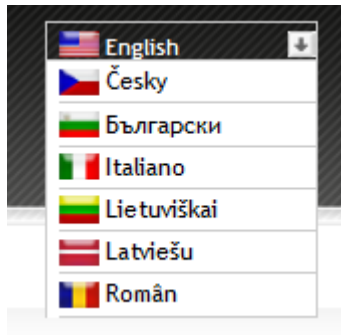 English
Česky
Български
Italiano
Lietuviškai
Latviešu
Român